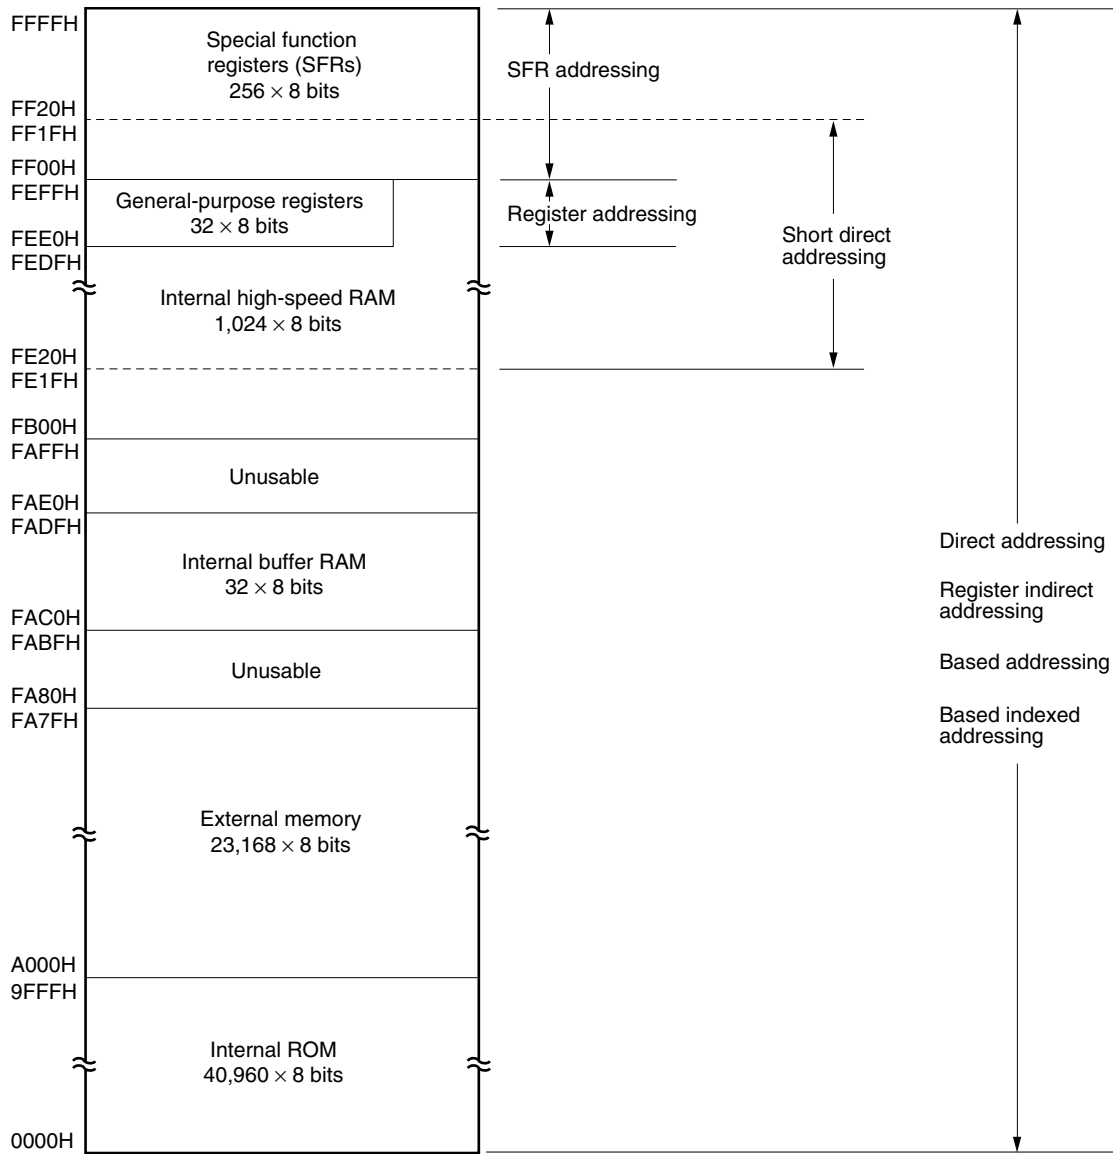 FFFFH
Special function
registers (SFRs)
256 × 8 bits
SFR addressing
FF20H
FF1FH
FF00H
FEFFH
General-purpose registers
32 × 8 bits
Register addressing
Short direct
addressing
FEE0H
FEDFH
Internal high-speed RAM
1,024 × 8 bits
FE20H
FE1FH
FB00H
FAFFH
Unusable
FAE0H
FADFH
Internal buffer RAM
32 × 8 bits
Direct addressing
Register indirect
addressing
Based addressing
Based indexed
addressing
FAC0H
FABFH
Unusable
FA80H
FA7FH
External memory
23,168 × 8 bits
A000H
9FFFH
Internal ROM
40,960 × 8 bits
0000H